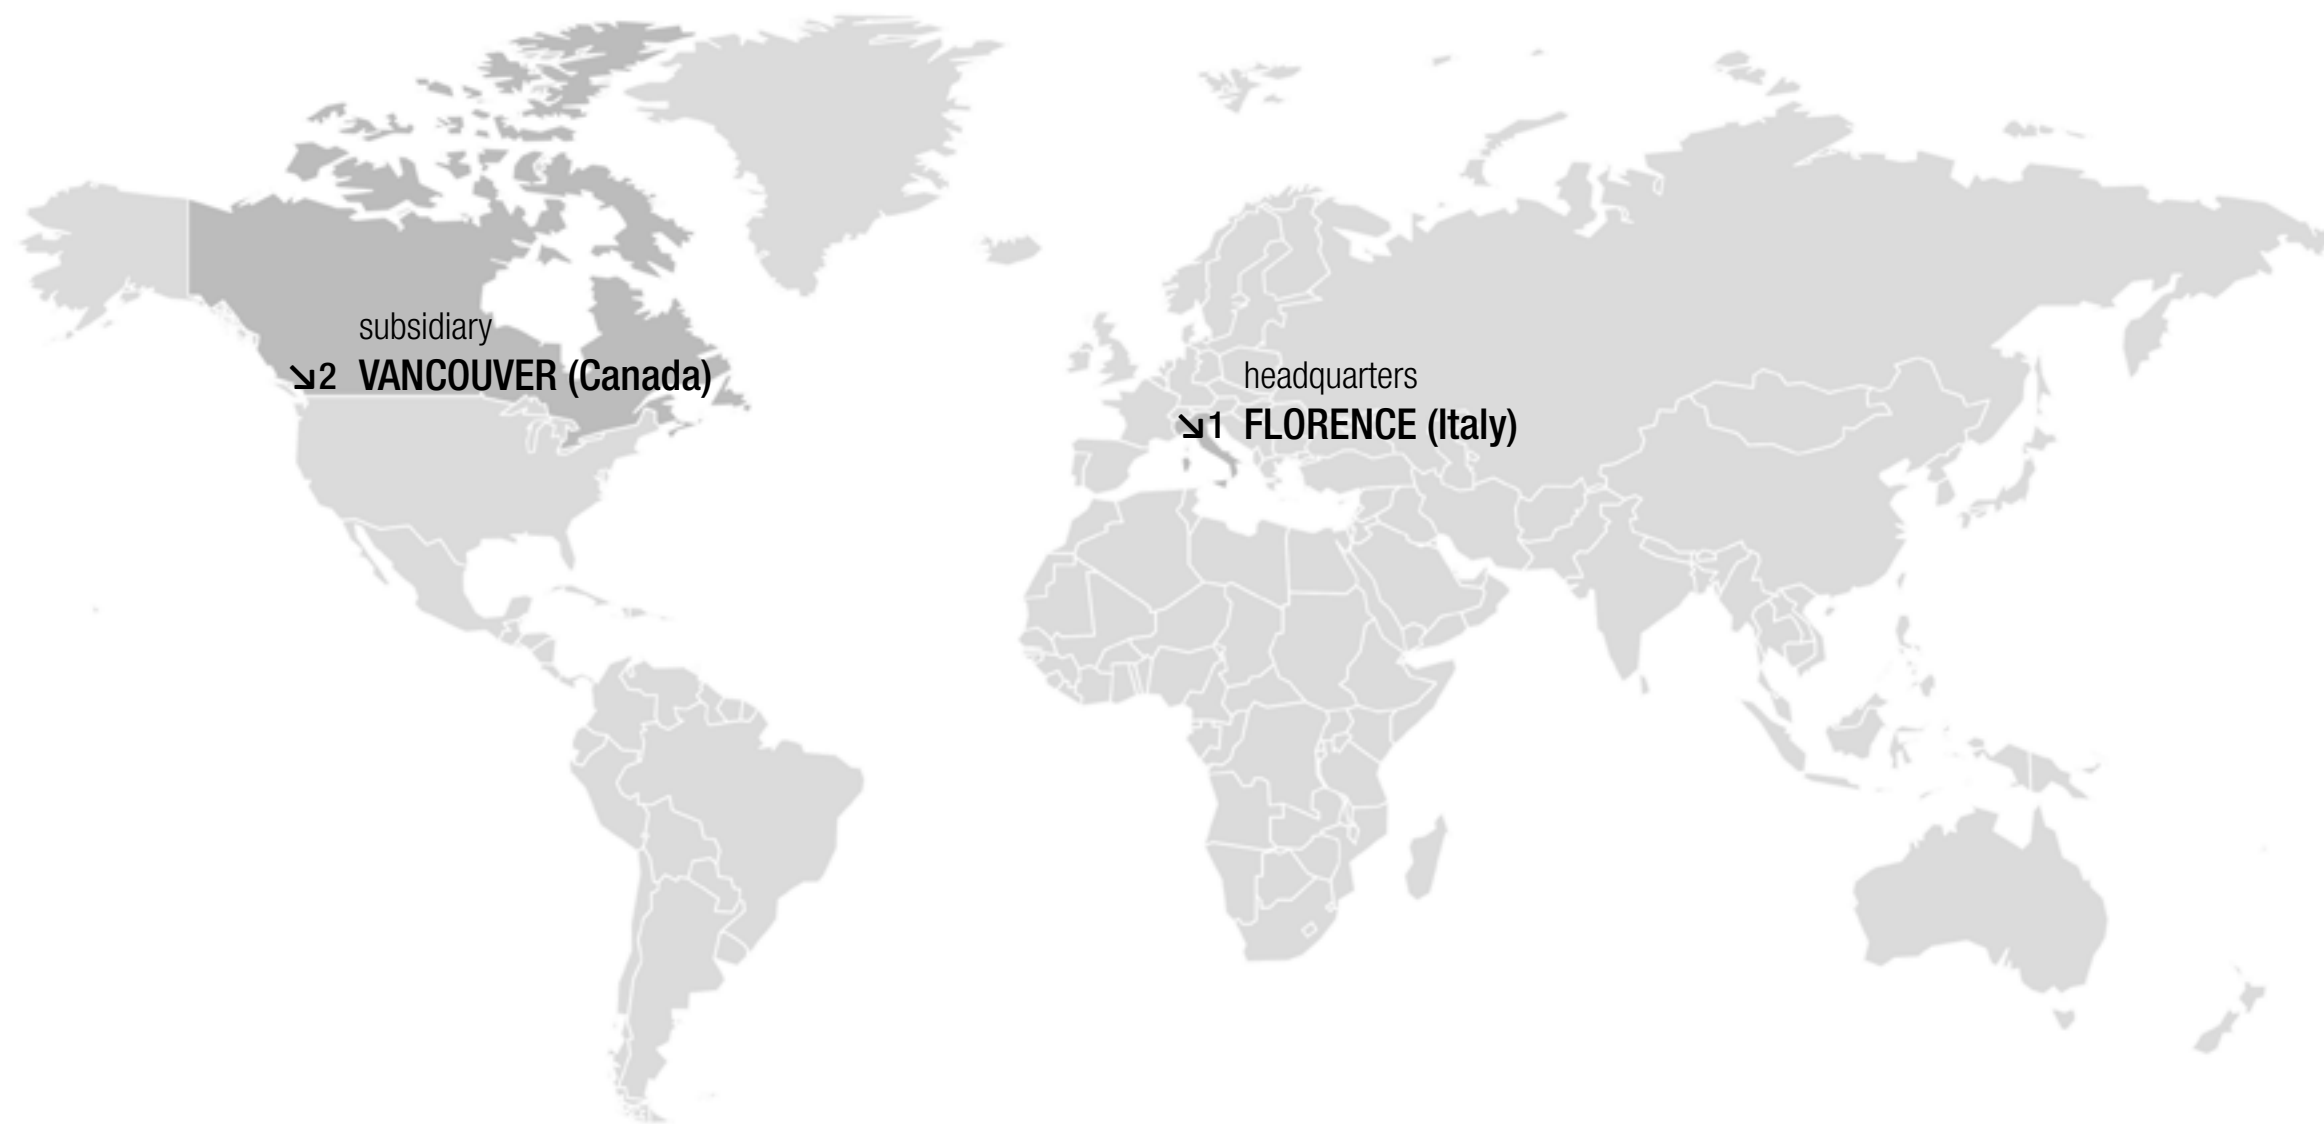 subsidiary
↘2 VANCOUVER (Canada)
headquarters
↘1 FLORENCE (Italy)